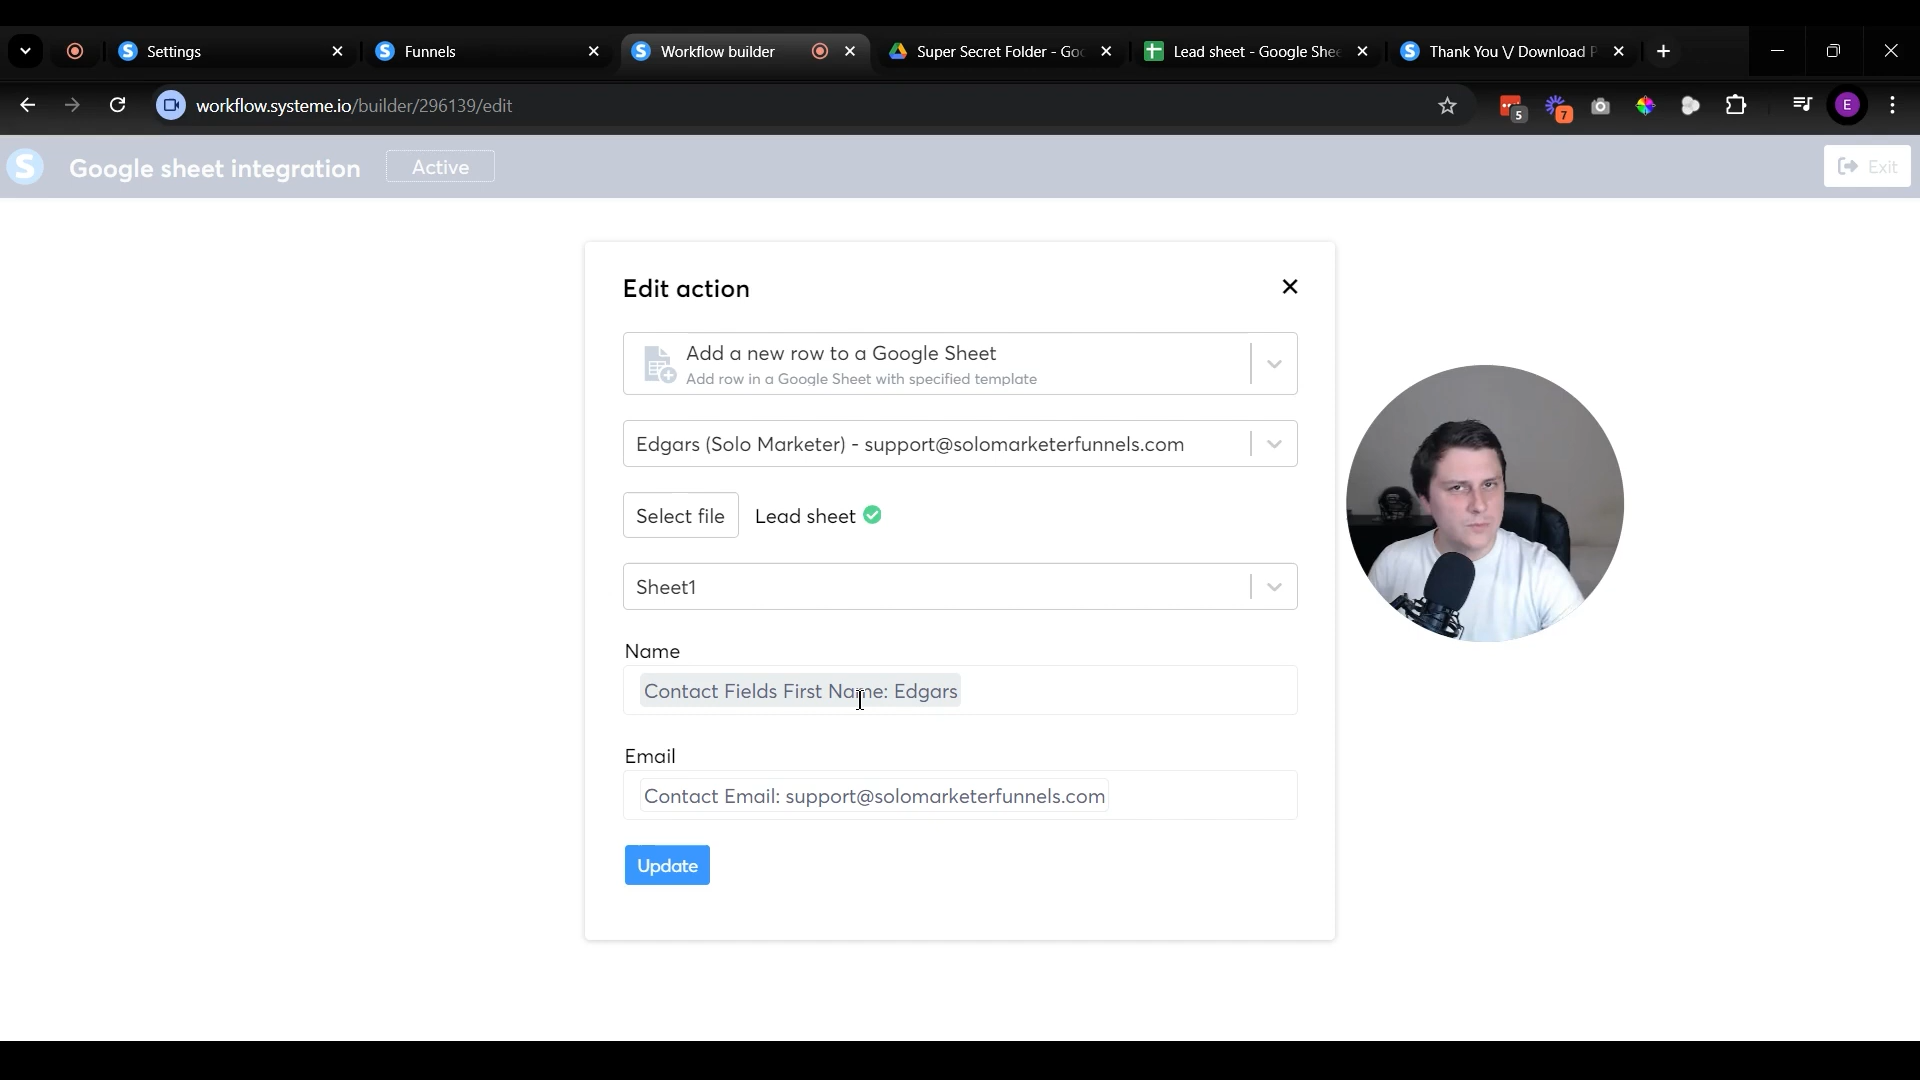 Settings
Funnels
Workflow builder
Super Secret Folder - Goo
Lead sheet - Google Shee
Thank You \/ Download P
workflow.systeme.io/builder/296139/edit
5
7
E
S
Google sheet integration
Active
Exit
Edit action
Add a new row to a Google Sheet
Add row in a Google Sheet with specified template
Edgars (Solo Marketer) - support@solomarketerfunnels.com
Select file
Lead sheet
Sheet1
Name
Contact Fields First Name: Edgars
Email
Contact Email: support@solomarketerfunnels.com
Update